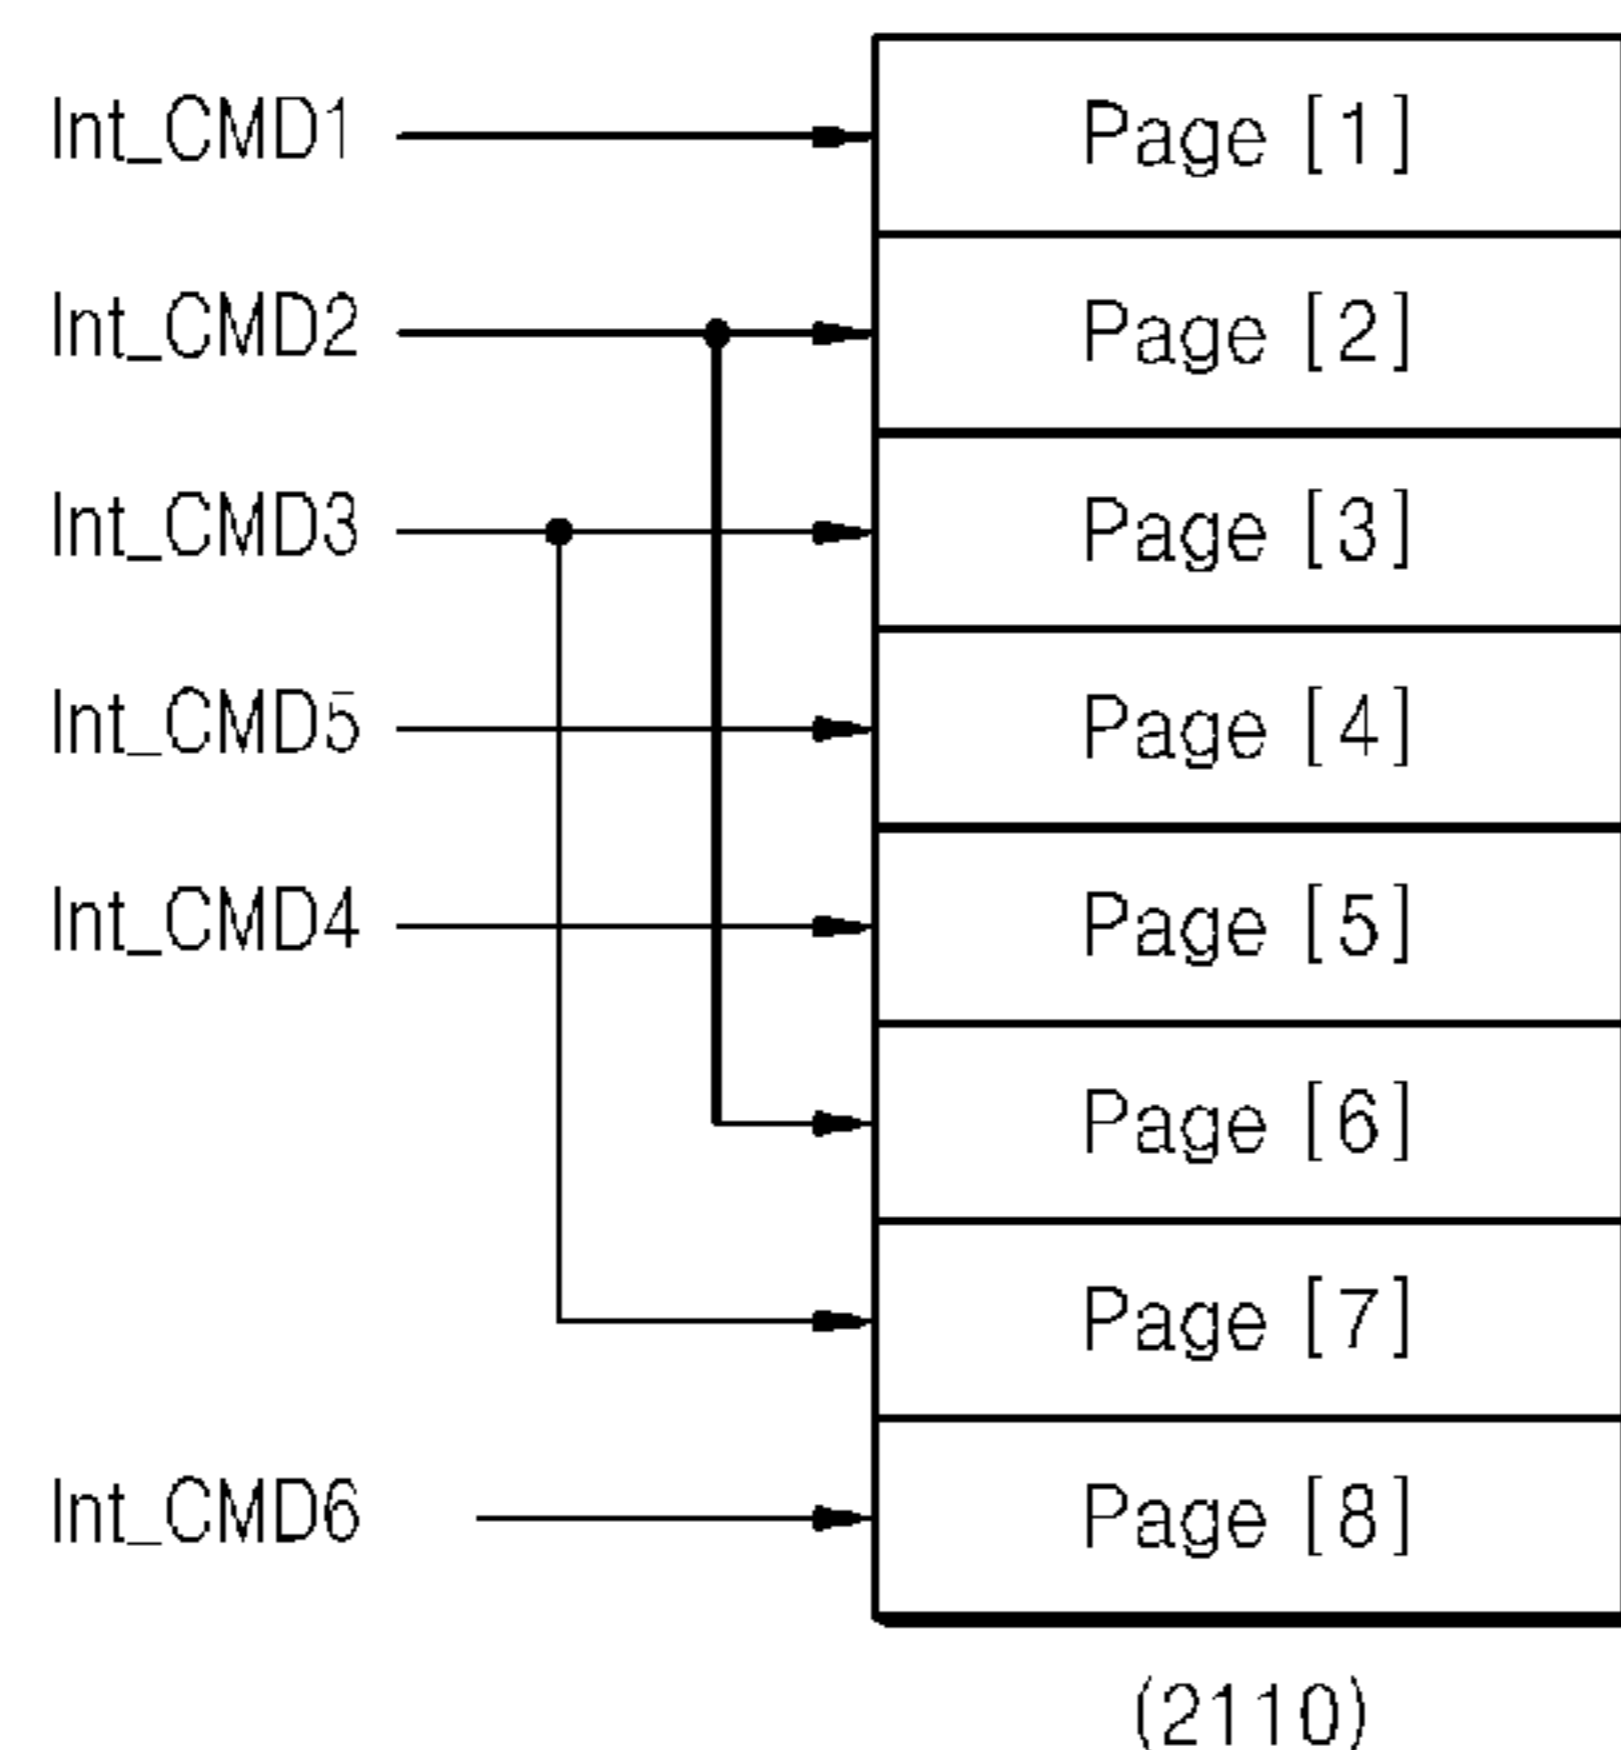 Int_CMD1 Page [1]
Int_CMD2 Page [2]
Int_CMD3 Page [3]
Int_CMD5 Page [4]
Int_CMD4 Page [5]
Page [6]
Page [7]
Int_CMD6 Page [8]
(2110)